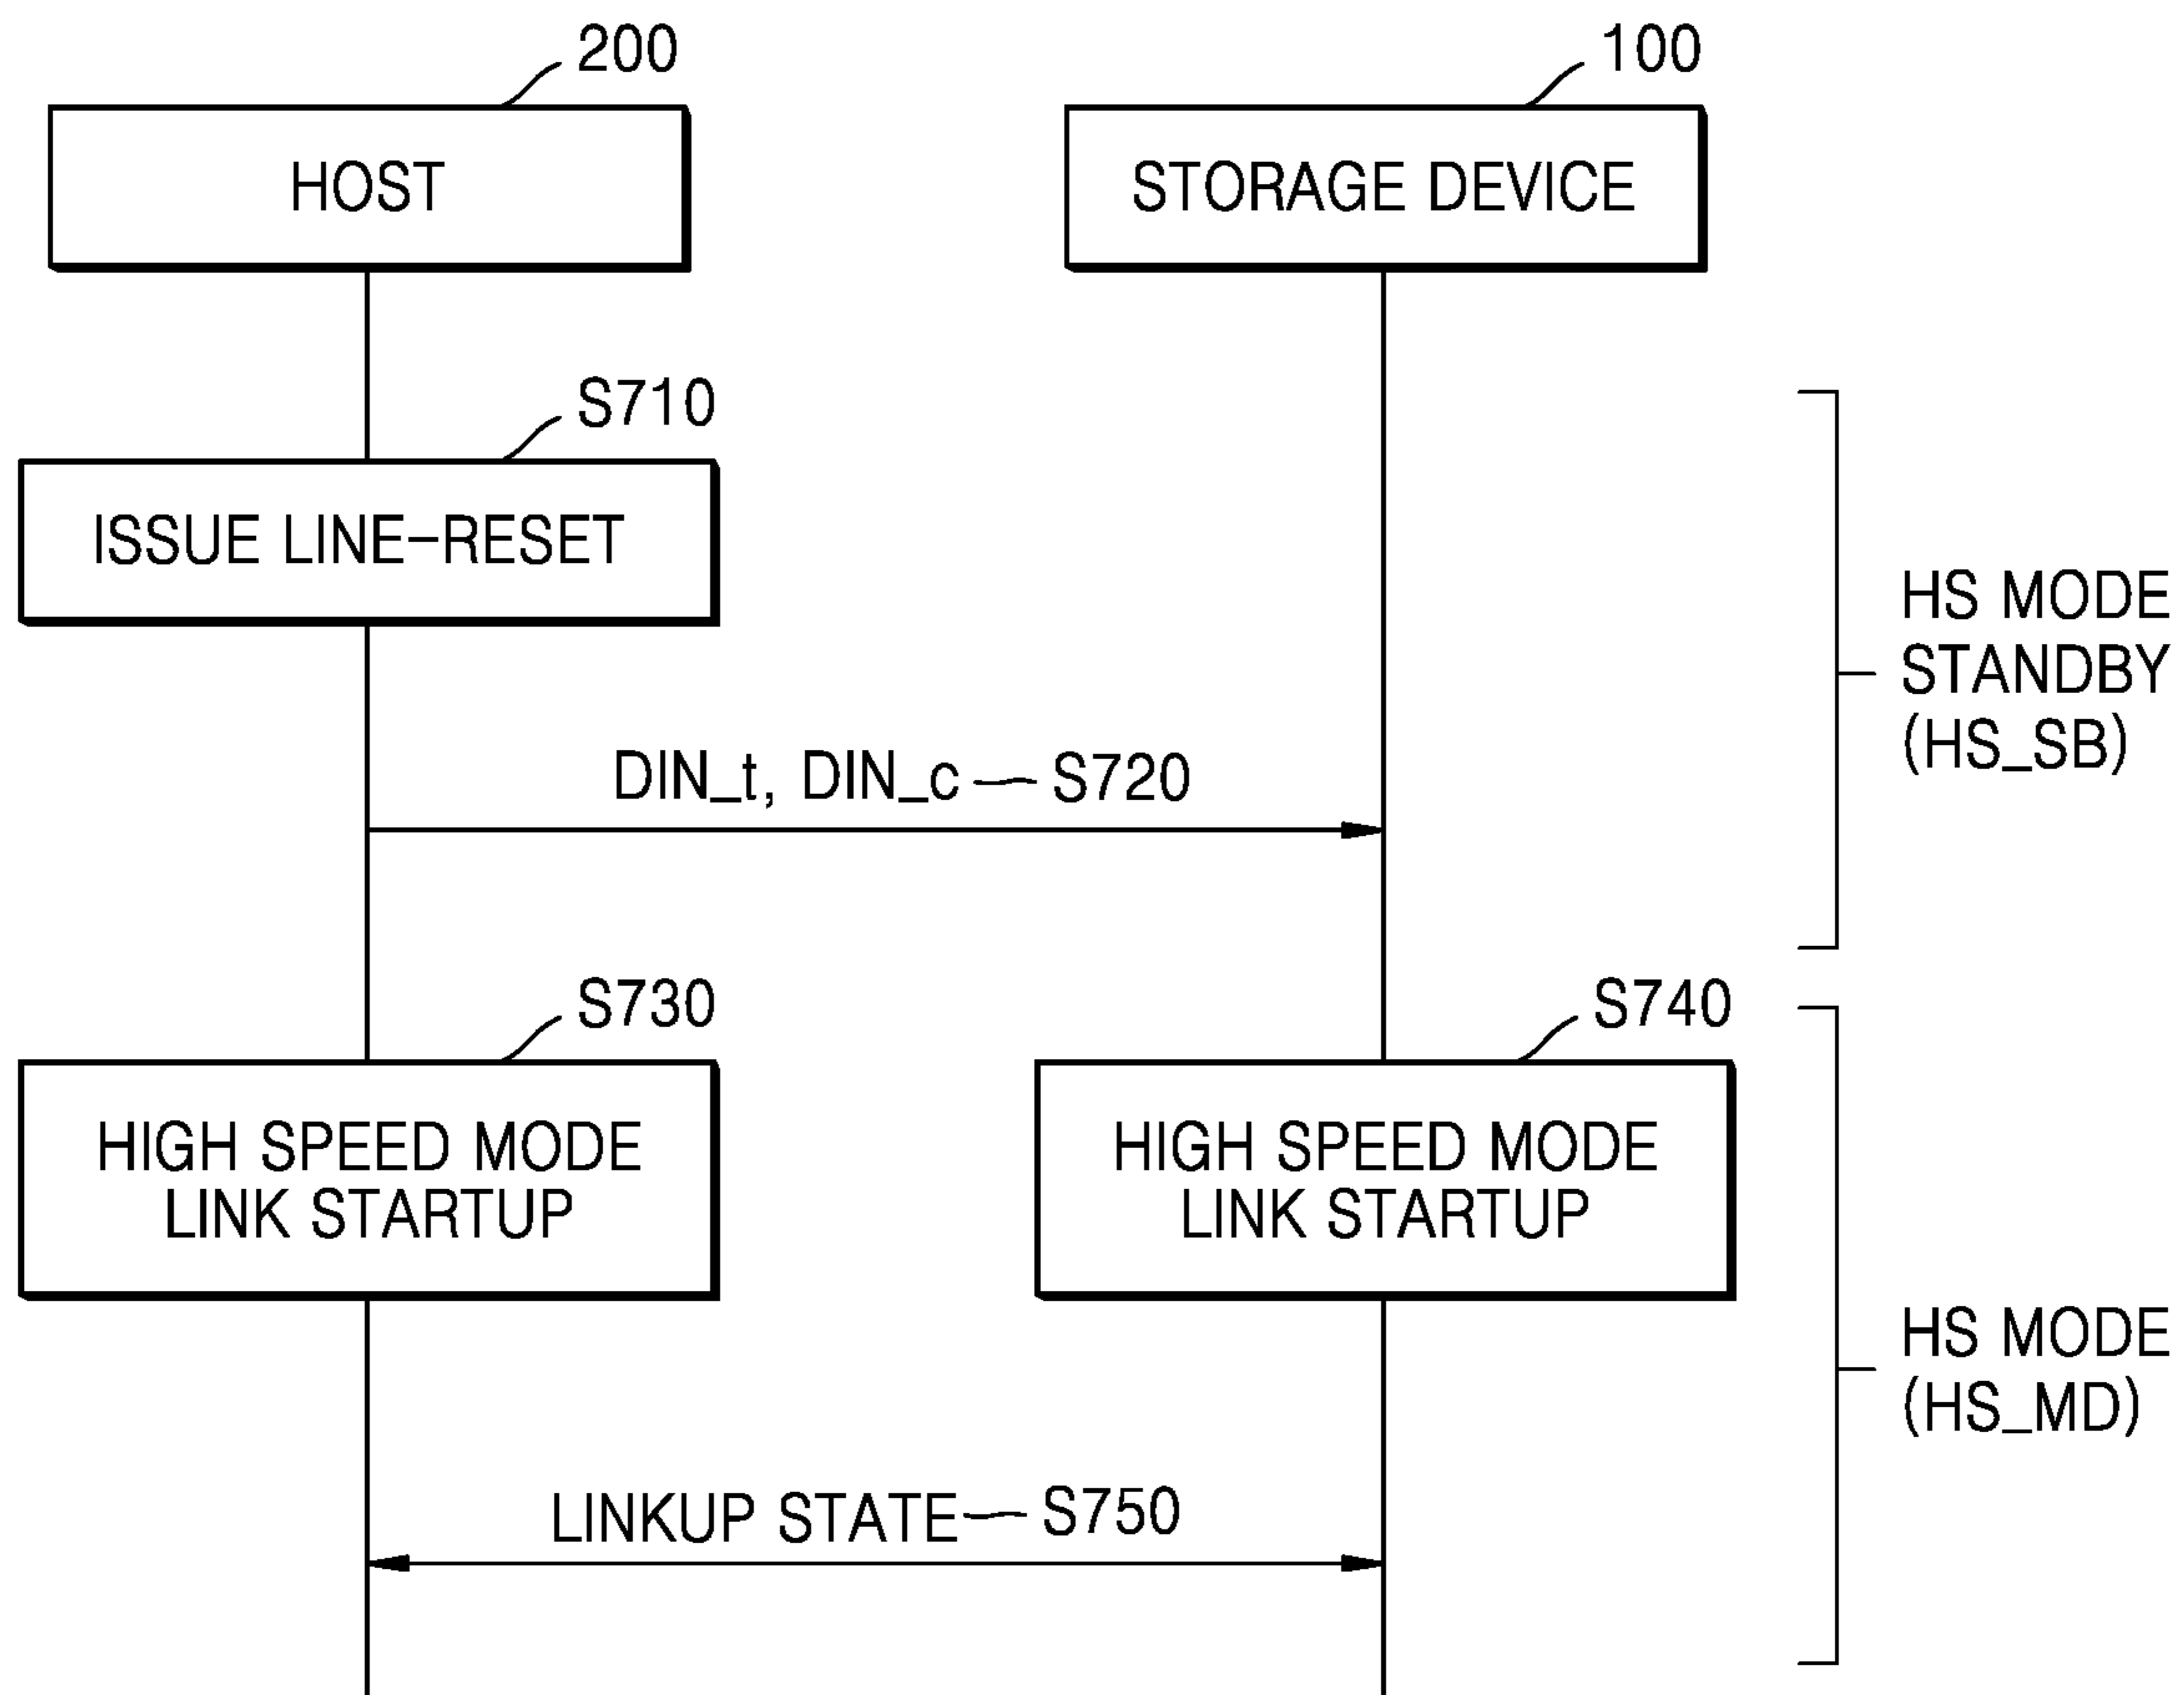 200
100
HOST
STORAGE DEVICE
S710
ISSUE LINE-RESET
HS MODE
STANDBY
(HS_SB)
DIN_t, DIN_c
S720
S730
S740
HIGH SPEED MODE
LINK STARTUP
HIGH SPEED MODE
LINK STARTUP
HS MODE
(HS_MD)
LINKUP STATE
S750